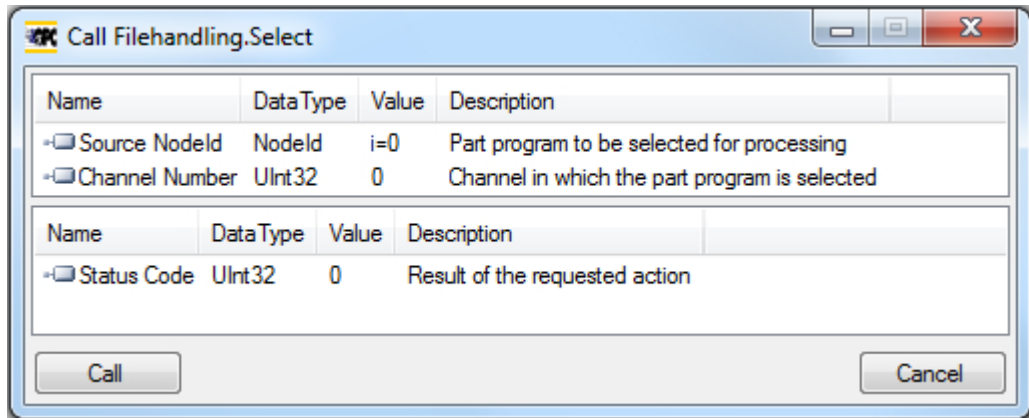 OPC Call Filehandling.Select
Name DataType Value Description
Source NodeId NodeId i=0 Part program to be selected for processing
Channel Number UInt32 0 Channel in which the part program is selected
Name DataType Value Description
Status Code UInt32 0 Result of the requested action
Call Cancel